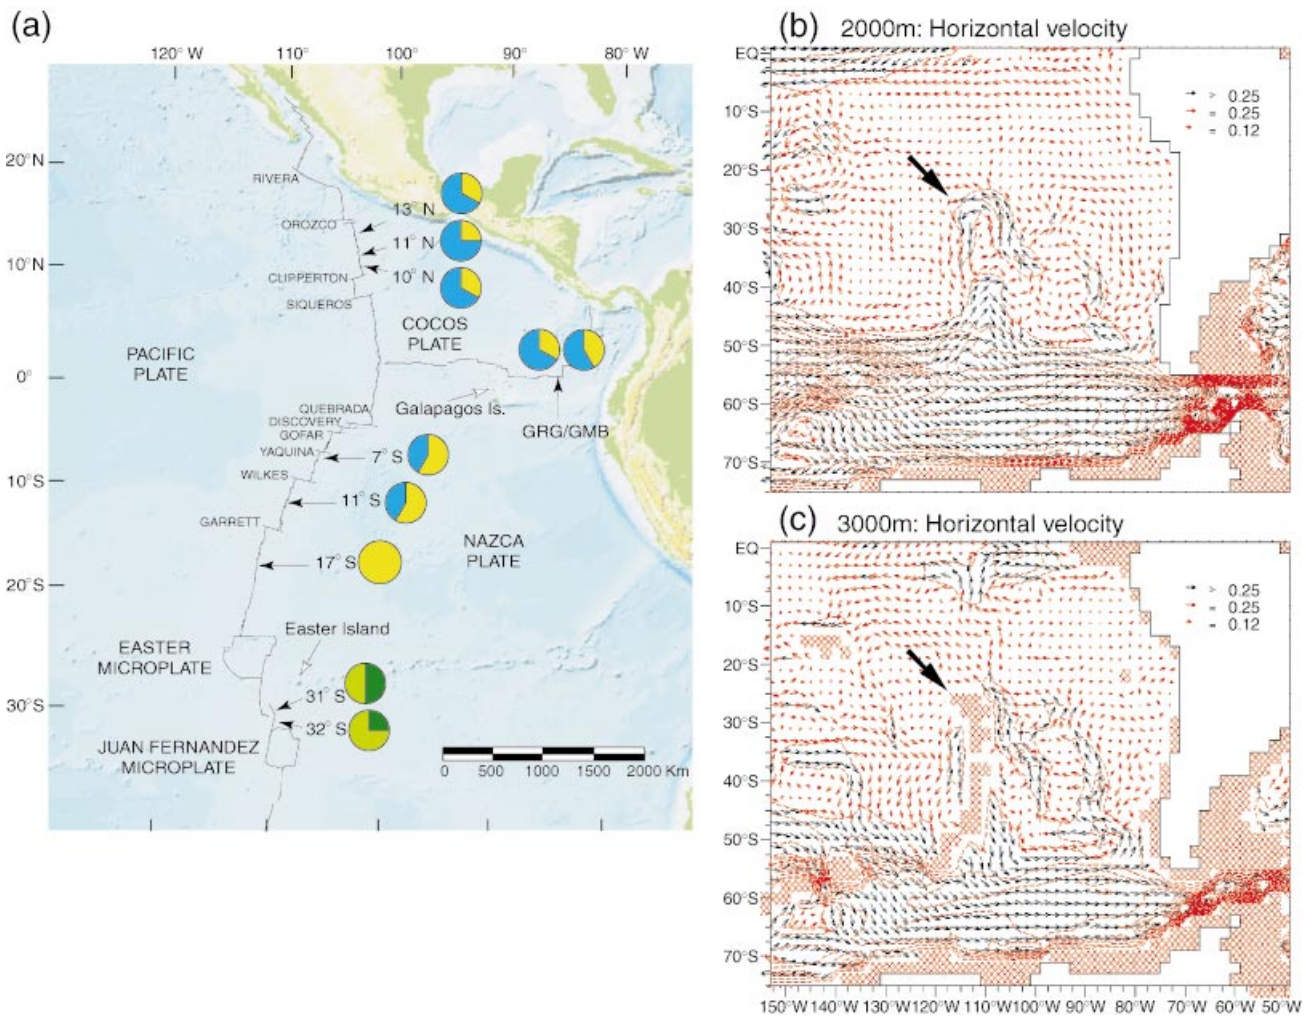 (a)
120° W
110°
100°
90°
80° W
20°N
10°N
0°
10°S
20°S
30°S
RIVERA
OROZCO
CLIPPERTON
SIQUEROS
13° N
11° N
10° N
COCOS
PLATE
PACIFIC
PLATE
QUEBRADA
DISCOVERY
GOFAR
YAQUINA
WILKES
GARRETT
Galapagos Is.
GRG/GMB
7° S
11° S
17° S
NAZCA
PLATE
EASTER
MICROPLATE
Easter Island
31° S
32° S
JUAN FERNANDEZ
MICROPLATE
0 500 1000 1500 2000 Km
(b) 2000m: Horizontal velocity
EQ
10°S
20°S
30°S
40°S
50°S
60°S
70°S
> 0.25
= 0.25
= 0.12
(c) 3000m: Horizontal velocity
EQ
10°S
20°S
30°S
40°S
50°S
60°S
70°S
> 0.25
= 0.25
= 0.12
150°W 140°W 130°W 120°W 110°W 100°W 90°W 80°W 70°W 60°W 50°W